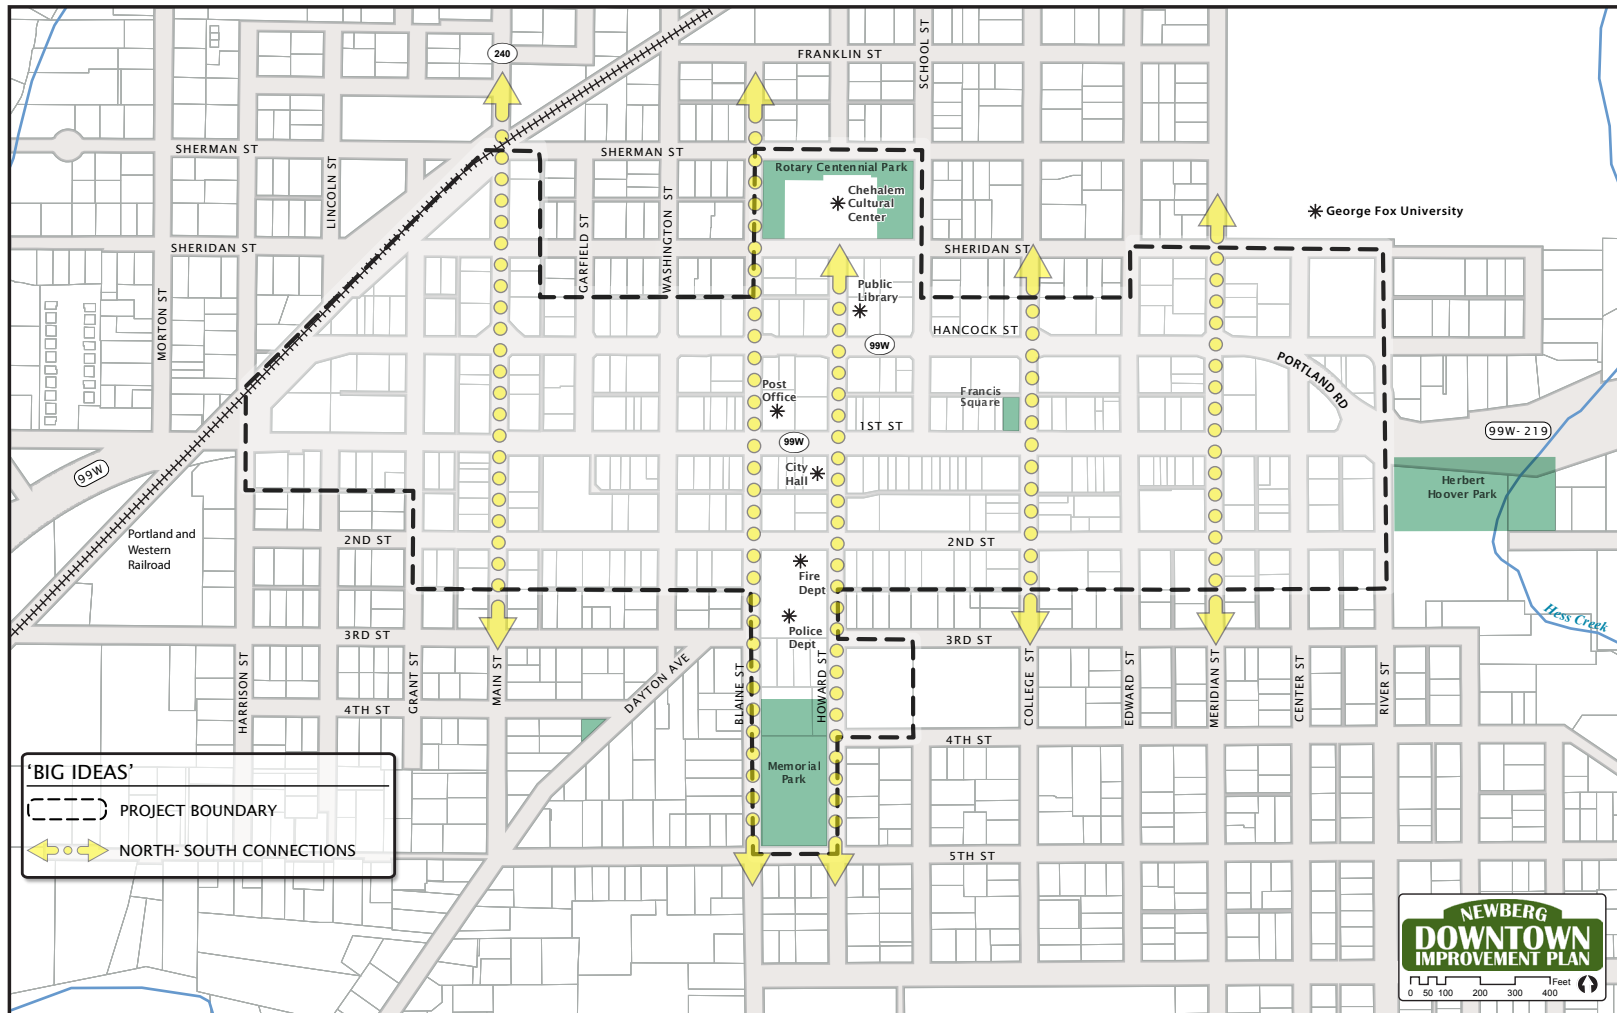 240
FRANKLIN ST
SCHOOL ST
SHERMAN ST
SHERMAN ST
LINCOLN ST
Rotary Centennial Park
Chehalem
Cultural
Center
George Fox University
WASHINGTON ST
GARFIELD ST
SHERIDAN ST
SHERIDAN ST
MORTON ST
Public
Library
HANCOCK ST
99W
PORTLAND RD
Post
Office
Francis
Square
1ST ST
99W
99W-219
99W
City
Hall
Herbert
Hoover Park
Portland and
Western
Railroad
2ND ST
2ND ST
Fire
Dept
Hess Creek
Police
Dept
3RD ST
3RD ST
HARRISON ST
GRANT ST
MAIN ST
DAYTON AVE
BLAINE ST
HOWARD ST
COLLEGE ST
EDWARD ST
MERIDIAN ST
CENTER ST
RIVER ST
4TH ST
4TH ST
Memorial
Park
5TH ST
'BIG IDEAS'
PROJECT BOUNDARY
NORTH- SOUTH CONNECTIONS
NEWBERG
DOWNTOWN
IMPROVEMENT PLAN
Feet
0 50 100 200 300 400